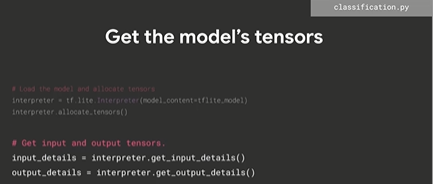 classification.py
Get the model's tensors
# Load the model and allocate tensors
interpreter = tf.lite.Interpreter(model_content=tflite_model)
interpreter.allocate_tensors()
# Get input and output tensors.
input_details = interpreter.get_input_details()
output_details = interpreter.get_output_details()